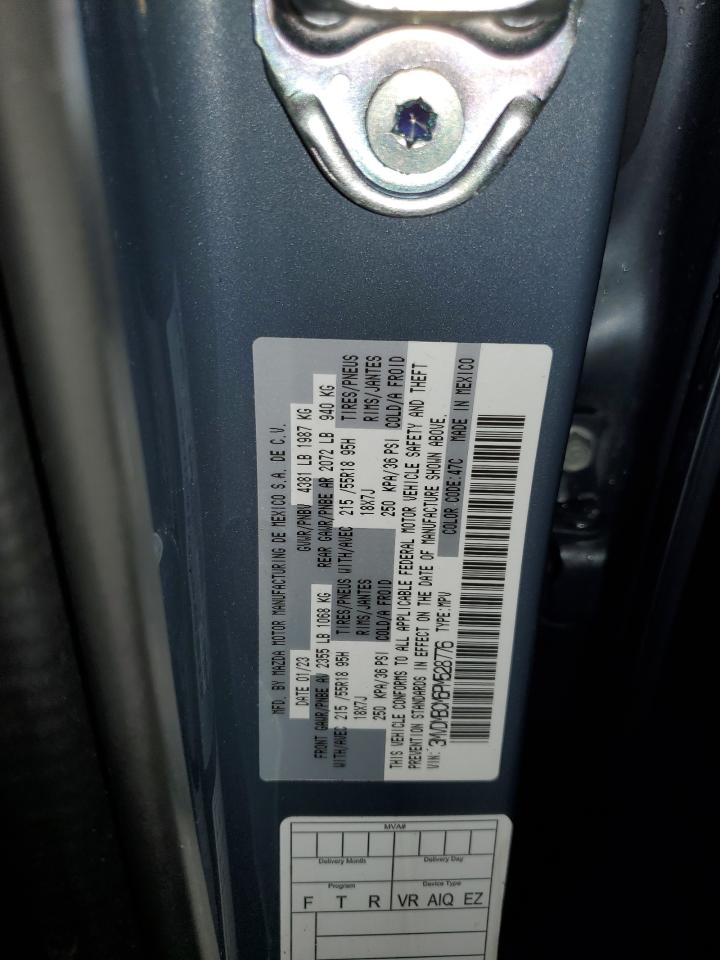 MFD. BY MAZDA MOTOR MANUFACTURING DE MEXICO S.A. DE C.V.
DATE 01/23 GVWR/PNBV 4381 LB 1987 KG
FRONT GAWR/PNBE AV 2355 LB 1068 KG REAR GAWR/PNBE AR 2072 LB 940 KG
WITH/AVEC 215 /55R18 95H TIRES/PNEUS WITH/AVEC 215 /55R18 95H TIRES/PNEUS
18X7J RIMS/JANTES 18X7J RIMS/JANTES
250 KPA/36 PSI COLD/A FROID 250 KPA/36 PSI COLD/A FROID
THIS VEHICLE CONFORMS TO ALL APPLICABLE FEDERAL MOTOR VEHICLE SAFETY AND THEFT
PREVENTION STANDARDS IN EFFECT ON THE DATE OF MANUFACTURE SHOWN ABOVE.
VIN: TYPE:MPV COLOR CODE:47C MADE IN MEXICO
MVA#
Delivery Month Delivery Day
Program Device Type
F T R VR AIQ EZ